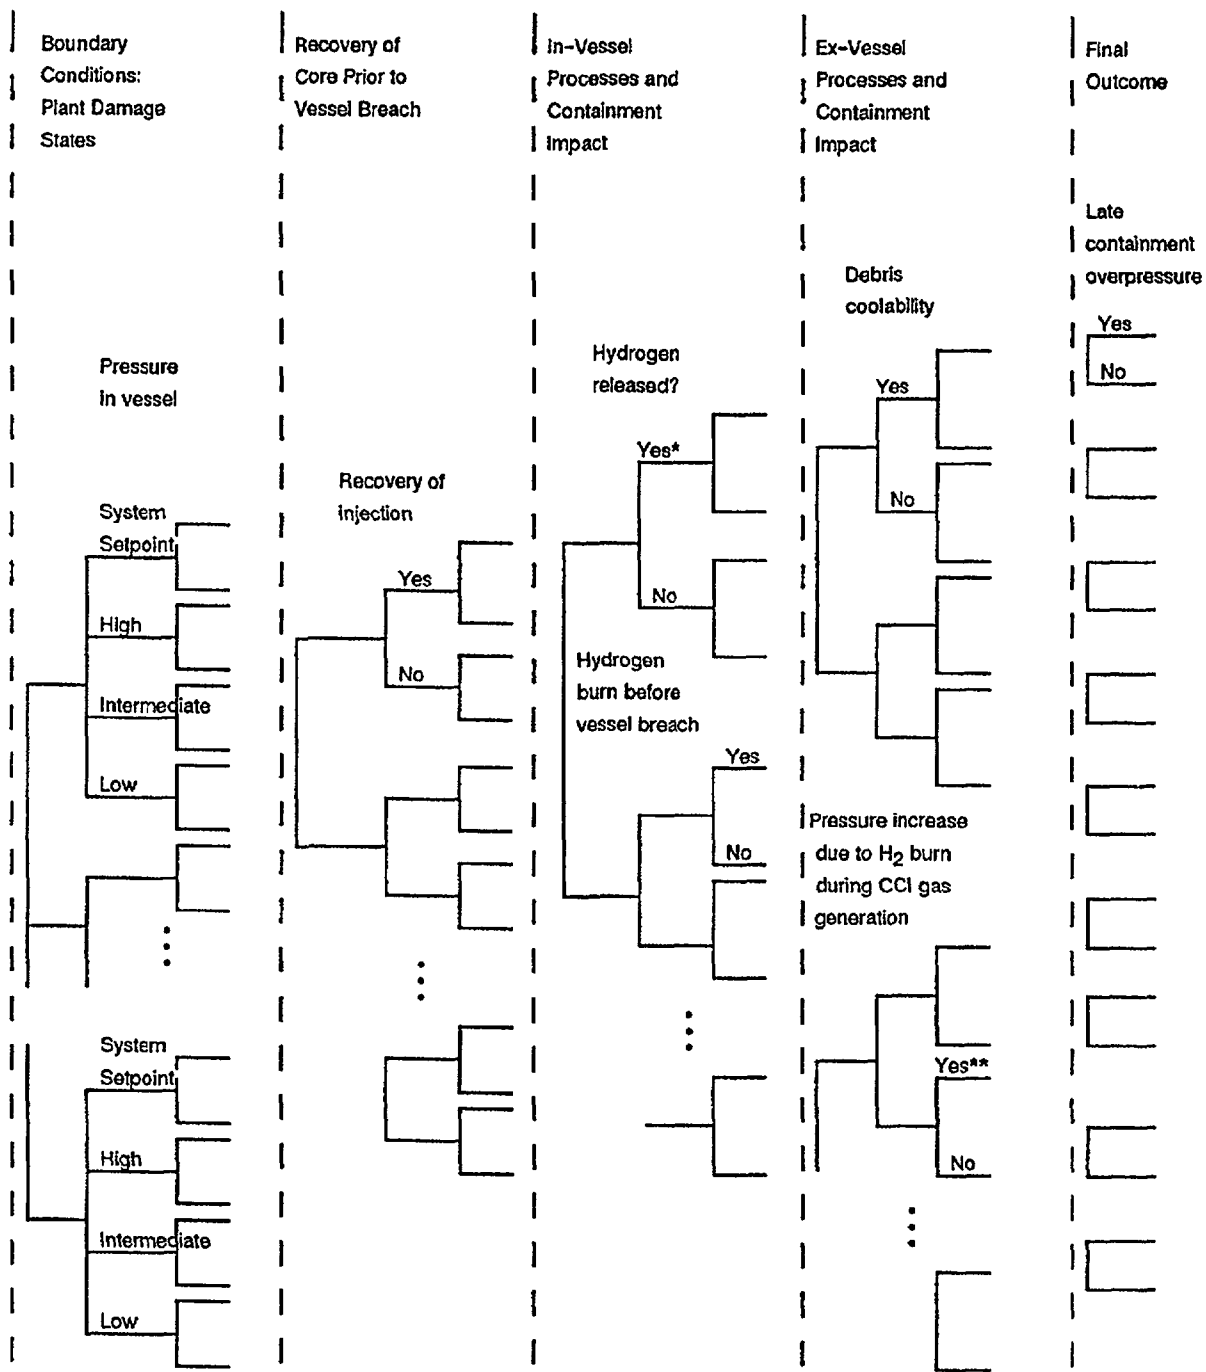 Boundary
Conditions:
Plant Damage
States
Recovery of
Core Prior to
Vessel Breach
In-Vessel
Processes and
Containment
Impact
Ex-Vessel
Processes and
Containment
Impact
Final
Outcome
Pressure
in vessel
System
Setpoint
High
Intermediate
Low
System
Setpoint
High
Intermediate
Low
Recovery of
injection
Yes
No
Hydrogen
released?
Yes*
No
Hydrogen
burn before
vessel breach
Yes
No
Debris
coolability
Yes
No
Pressure increase
due to H₂ burn
during CCI gas
generation
Yes**
No
Late
containment
overpressure
Yes
No